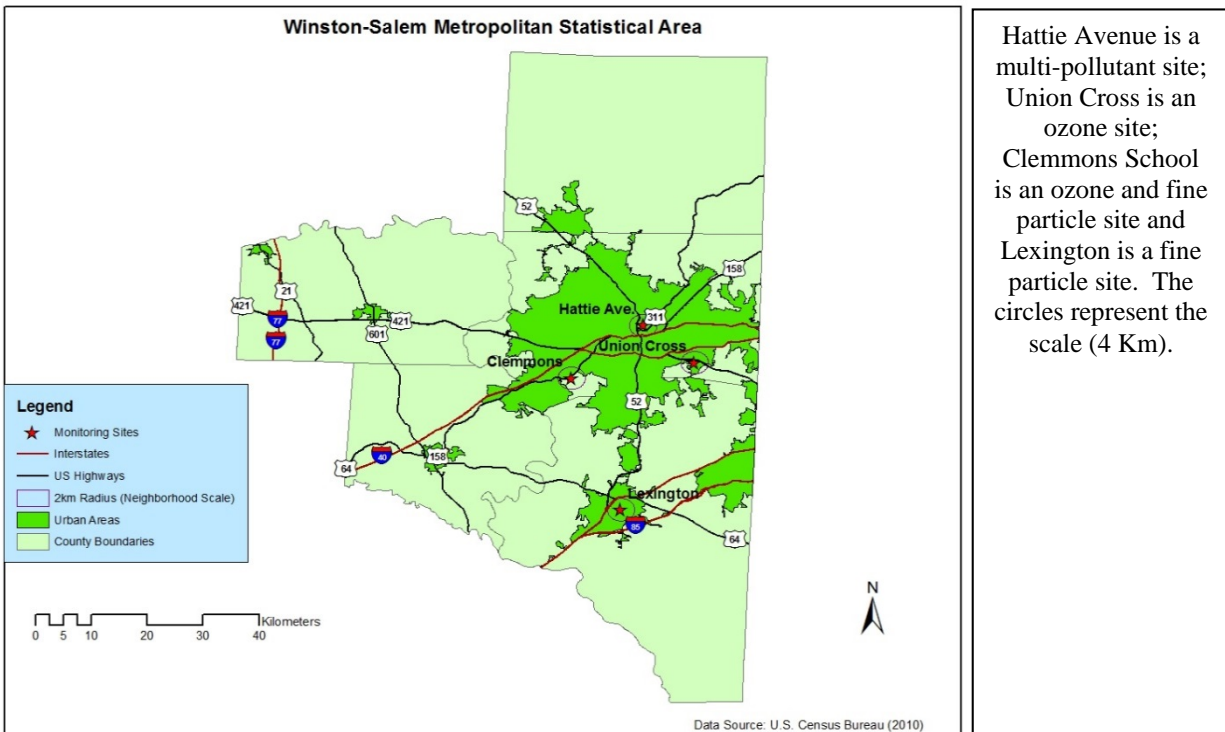 Winston-Salem Metropolitan Statistical Area
52
158
Hattie Ave.
311
21
421
77
421
601
77
Union Cross
Clemmons
52
64
40
158
Lexington
85
64
Legend
Monitoring Sites
Interstates
US Highways
2km Radius (Neighborhood Scale)
Urban Areas
County Boundaries
Kilometers
0 5 10 20 30 40
N
Data Source: U.S. Census Bureau (2010)
Hattie Avenue is a
multi-pollutant site;
Union Cross is an
ozone site;
Clemmons School
is an ozone and fine
particle site and
Lexington is a fine
particle site. The
circles represent the
scale (4 Km).